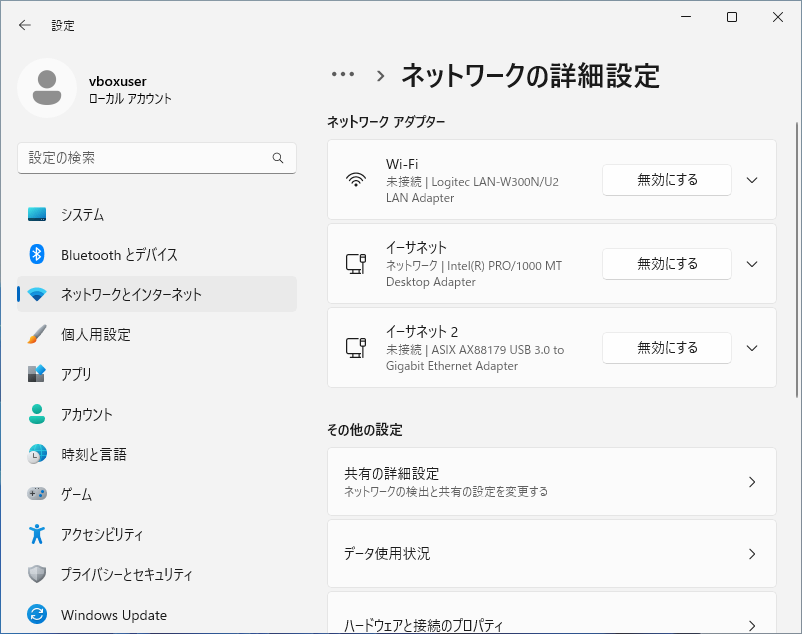 設定
vboxuser
ローカル アカウント
設定の検索
システム
Bluetooth とデバイス
ネットワークとインターネット
個人用設定
アプリ
アカウント
時刻と言語
ゲーム
アクセシビリティ
プライバシーとセキュリティ
Windows Update
… > ネットワークの詳細設定
ネットワーク アダプター
Wi-Fi
未接続 | Logitec LAN-W300N/U2
LAN Adapter
無効にする
イーサネット
ネットワーク | Intel(R) PRO/1000 MT
Desktop Adapter
無効にする
イーサネット 2
未接続 | ASIX AX88179 USB 3.0 to
Gigabit Ethernet Adapter
無効にする
その他の設定
共有の詳細設定
ネットワークの検出と共有の設定を変更する
データ使用状況
ハードウェアと接続のプロパティ